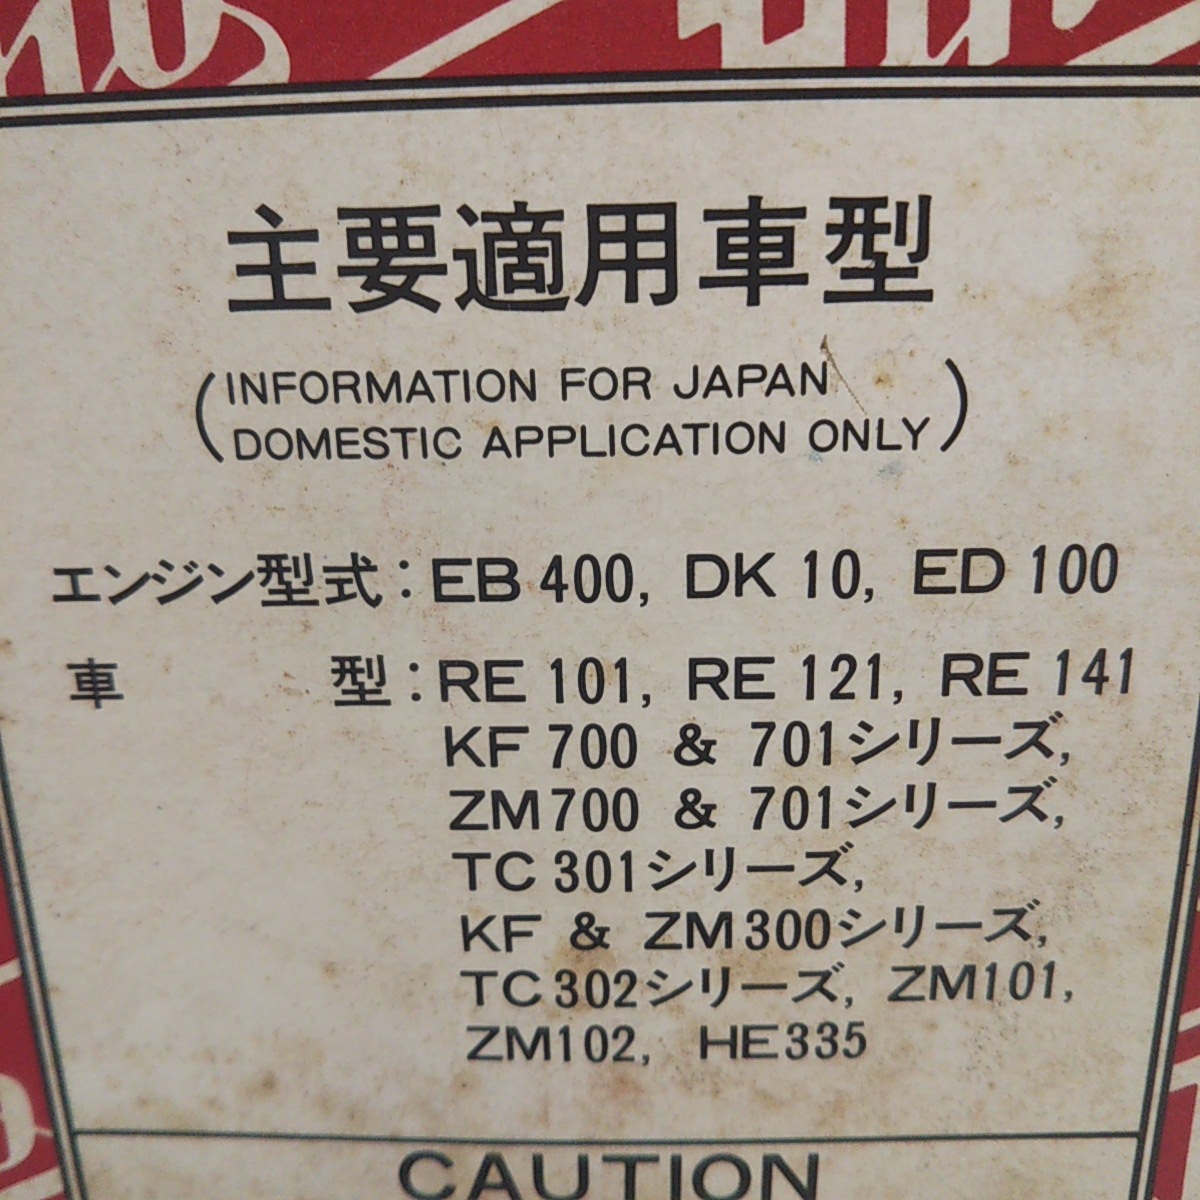 主要適用車型
(INFORMATION FOR JAPAN
DOMESTIC APPLICATION ONLY)
エンジン型式:EB 400, DK 10, ED 100
車 型:RE 101, RE 121, RE 141
KF 700 & 701シリーズ,
ZM700 & 701シリーズ,
TC 301シリーズ,
KF & ZM300シリーズ,
TC 302シリーズ, ZM101,
ZM102, HE335
CAUTION